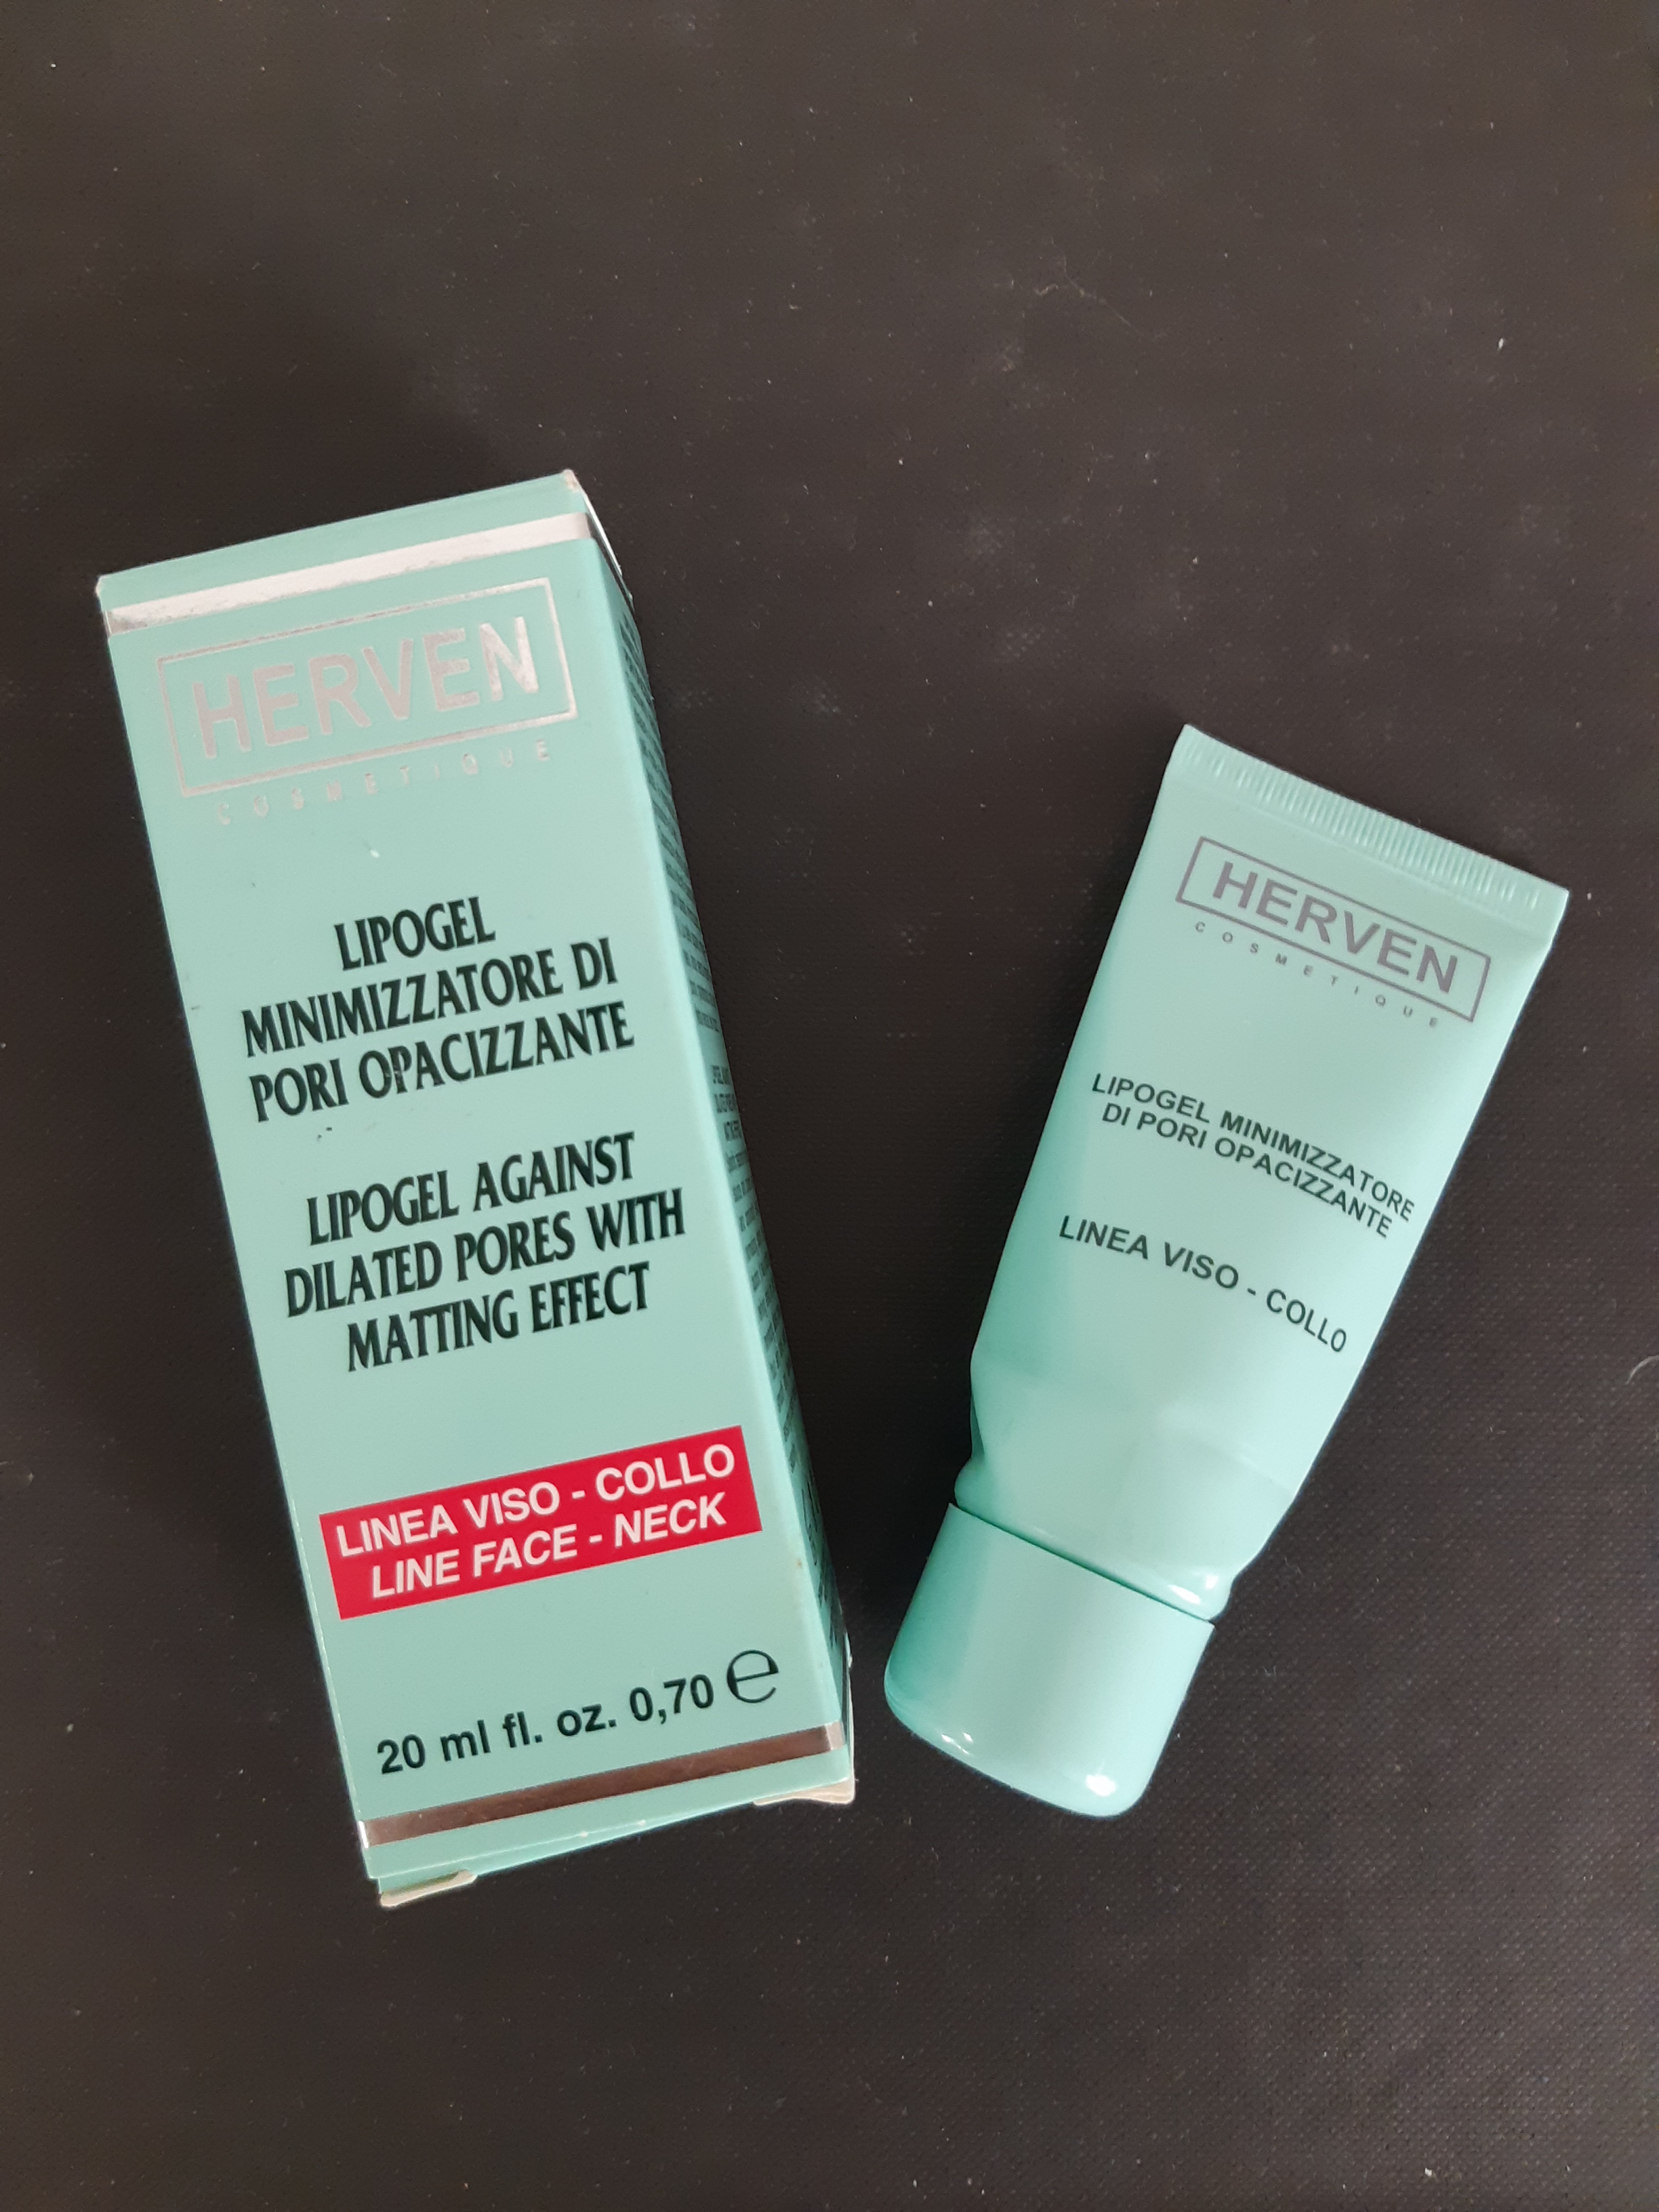 HERVEN
COSMETIQUE
LIPOGEL
MINIMIZZATORE DI
PORI OPACIZZANTE
LIPOGEL AGAINST
DILATED PORES WITH
MATTING EFFECT
LINEA VISO - COLLO
LINE FACE - NECK
20 ml fl. oz. 0,70 ℮
HERVEN
COSMETIQUE
LIPOGEL MINIMIZZATORE
DI PORI OPACIZZANTE
LINEA VISO - COLLO